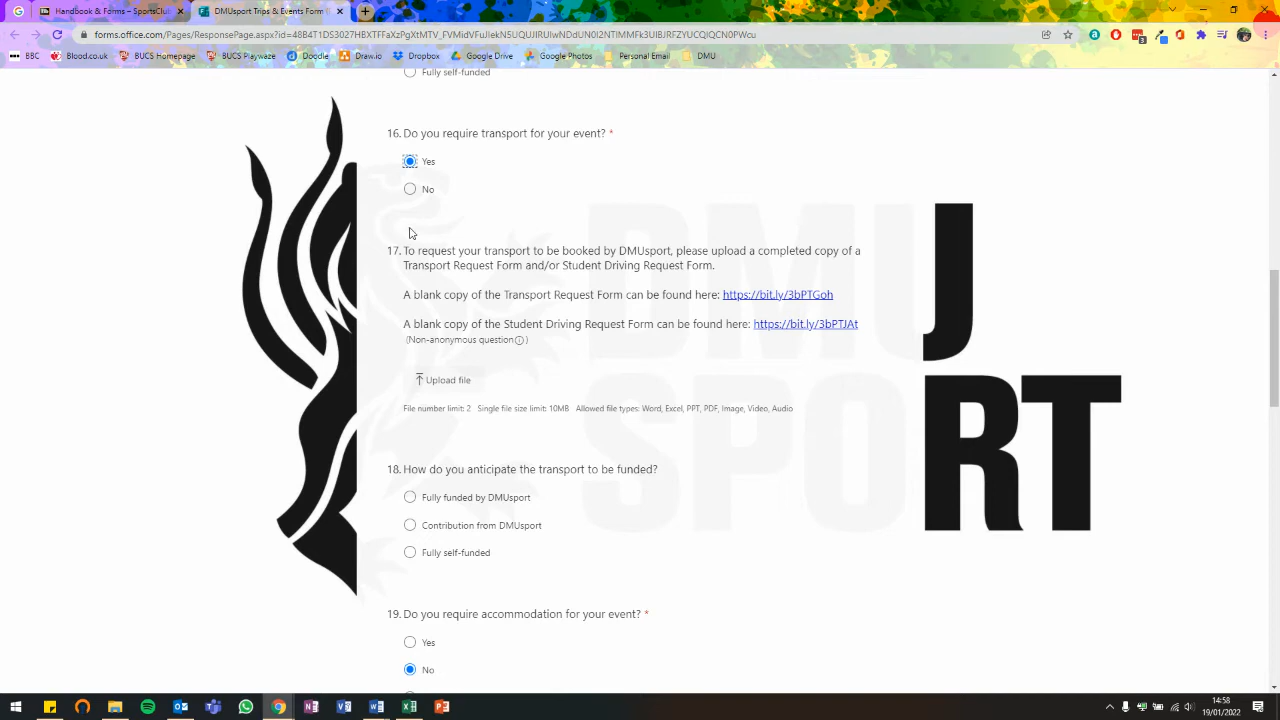 Handbook & Forms – SportsClubs
DMUsport Trips & Events Form
forms.office.com/Pages/ResponsePage.aspx?id=
BBC
Blood.co.uk
BUCS Homepage
BUCS Playwaze
Doodle
Draw.io
Dropbox
Google Drive
Google Photos
Personal Email
DMU
Fully self-funded
16. Do you require transport for your event? *
Yes
No
17. To request your transport to be booked by DMUsport, please upload a completed copy of a
Transport Request Form and/or Student Driving Request Form.
A blank copy of the Transport Request Form can be found here: https://bit.ly/3bPTGoh
A blank copy of the Student Driving Request Form can be found here: https://bit.ly/3bPTJAt
(Non-anonymous question)
Upload file
File number limit: 2 Single file size limit: 10MB Allowed file types: Word, Excel, PPT, PDF, Image, Video, Audio
18. How do you anticipate the transport to be funded?
Fully funded by DMUsport
Contribution from DMUsport
Fully self-funded
19. Do you require accommodation for your event? *
Yes
No
DMU
SPORT
14:58
19/01/2022